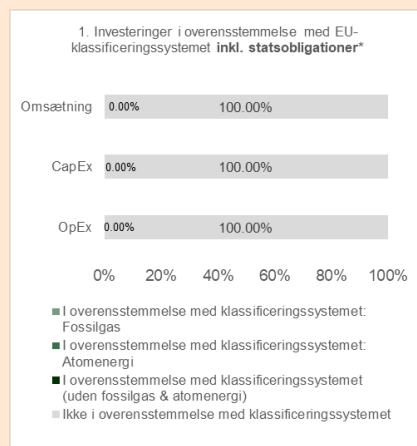 1. Investeringer i overensstemmelse med EU-
klassificeringssystemet inkl. statsobligationer*
Omsætning 0.00% 100.00%
CapEx 0.00% 100.00%
OpEx 0.00% 100.00%
0% 20% 40% 60% 80% 100%
I overensstemmelse med klassificeringssystemet:
Fossilgas
I overensstemmelse med klassificeringssystemet:
Atomenergi
I overensstemmelse med klassificeringssystemet
(uden fossilgas & atomenergi)
Ikke i overensstemmelse med klassificeringssystemet